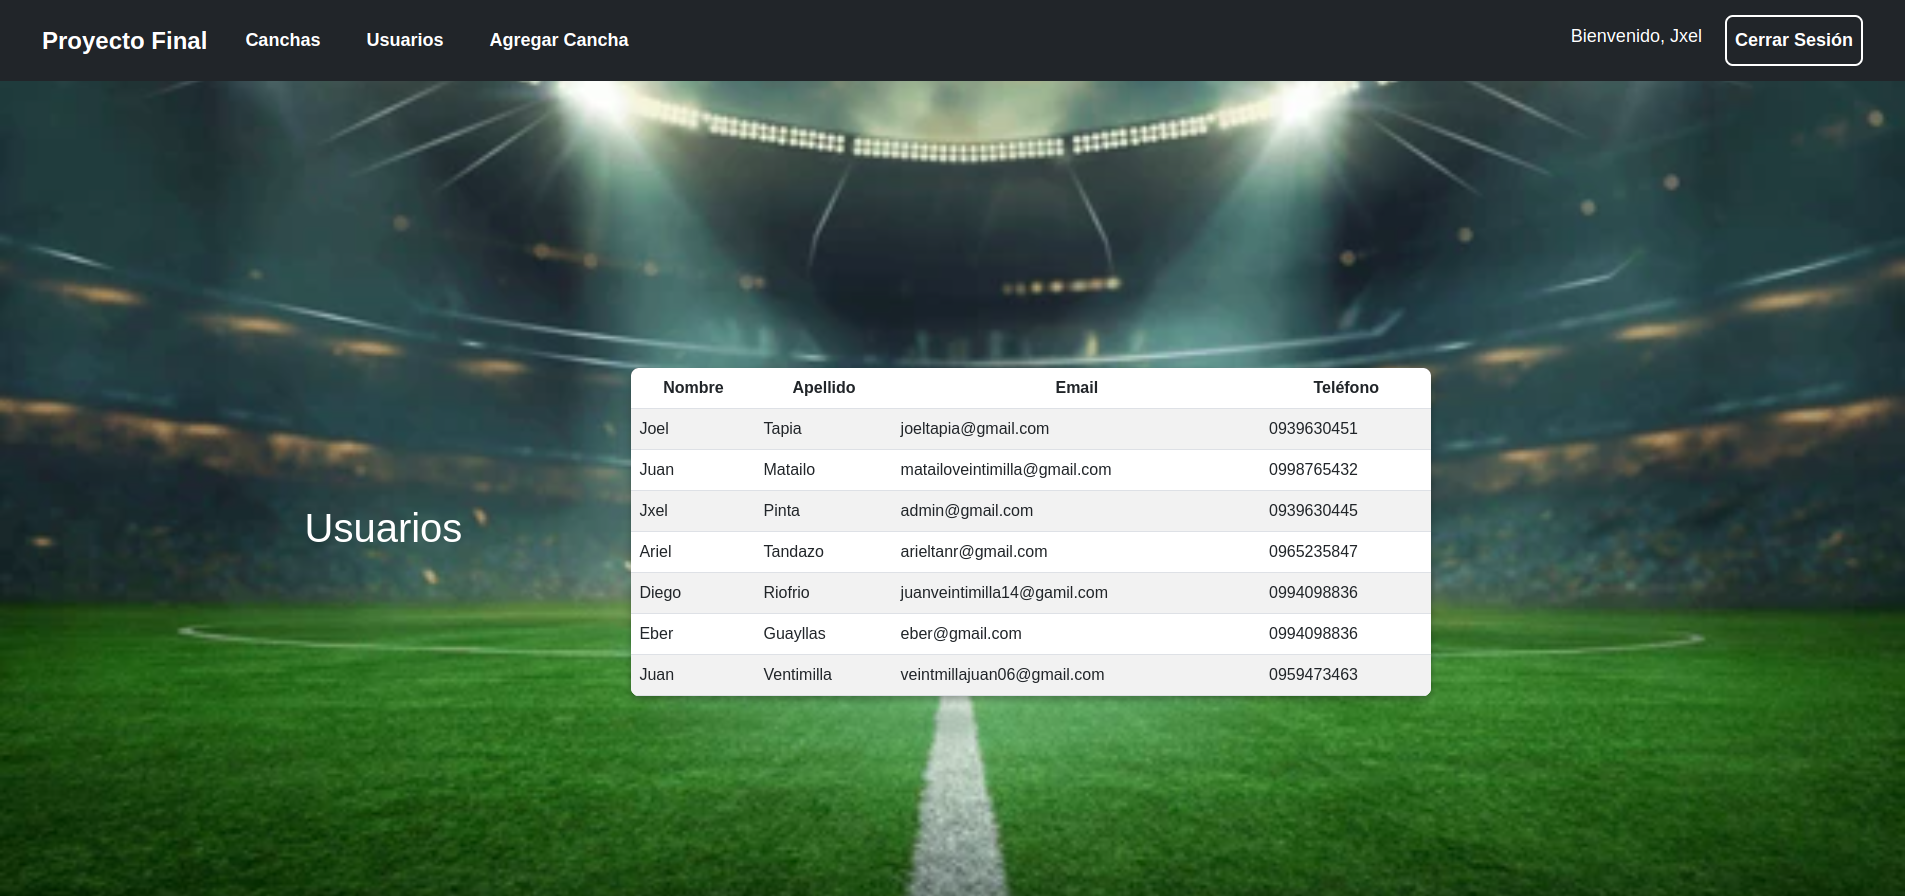 Proyecto Final Canchas Usuarios Agregar Cancha Bienvenido, Jxel Cerrar Sesión
Usuarios
Nombre Apellido Email Teléfono
Joel Tapia joeltapia@gmail.com 0939630451
Juan Matailo matailoveintimilla@gmail.com 0998765432
Jxel Pinta admin@gmail.com 0939630445
Ariel Tandazo arieltanr@gmail.com 0965235847
Diego Riofrio juanveintimilla14@gamil.com 0994098836
Eber Guayllas eber@gmail.com 0994098836
Juan Ventimilla veintmillajuan06@gmail.com 0959473463